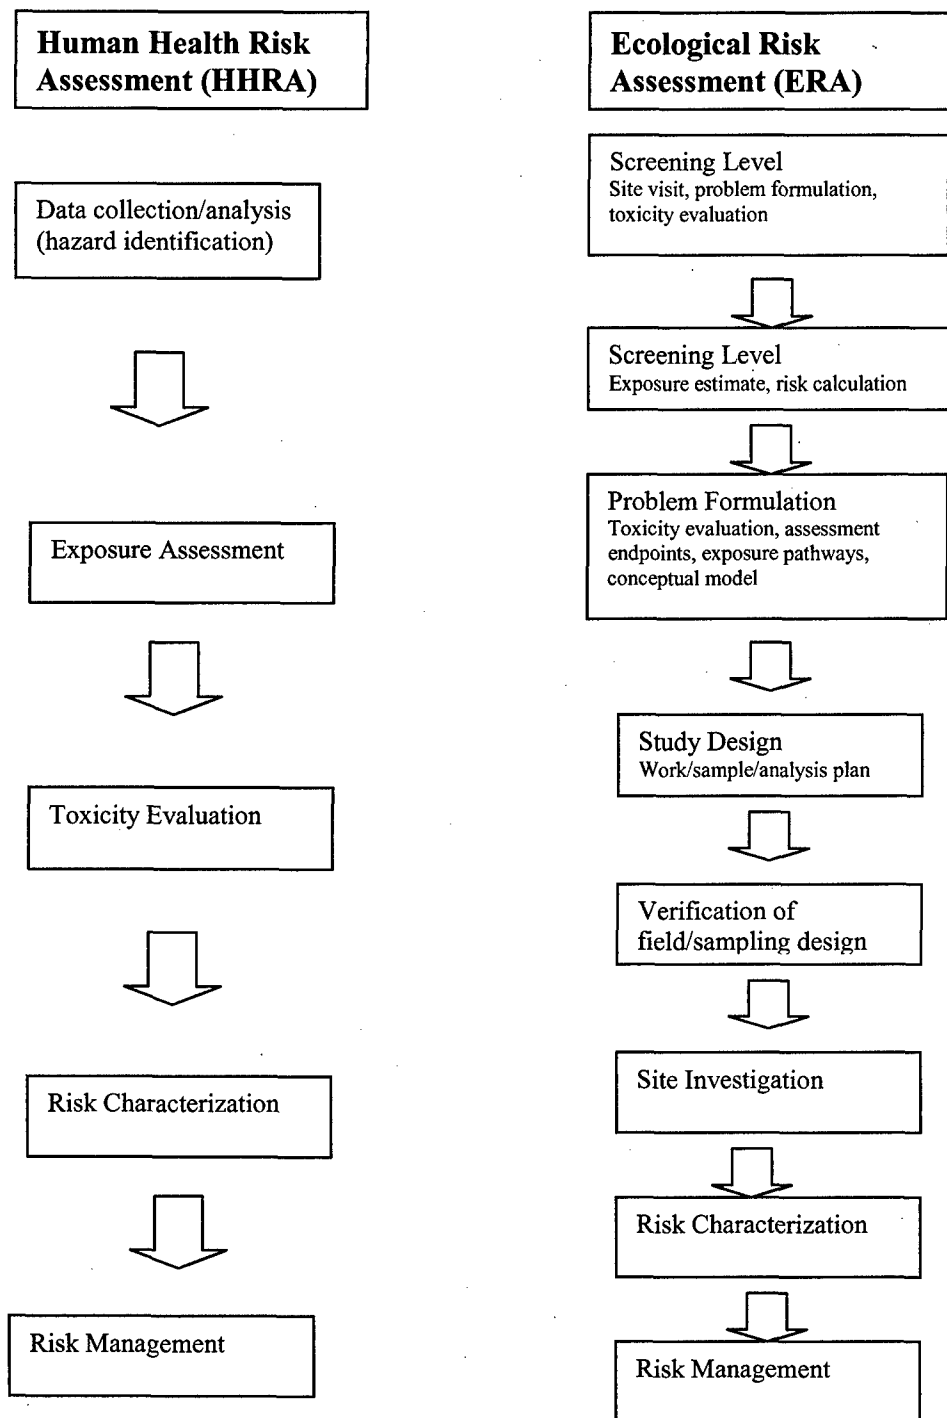 Human Health Risk
Assessment (HHRA)
Data collection/analysis
(hazard identification)
Exposure Assessment
Toxicity Evaluation
Risk Characterization
Risk Management
Ecological Risk
Assessment (ERA)
Screening Level
Site visit, problem formulation,
toxicity evaluation
Screening Level
Exposure estimate, risk calculation
Problem Formulation
Toxicity evaluation, assessment
endpoints, exposure pathways,
conceptual model
Study Design
Work/sample/analysis plan
Verification of
field/sampling design
Site Investigation
Risk Characterization
Risk Management